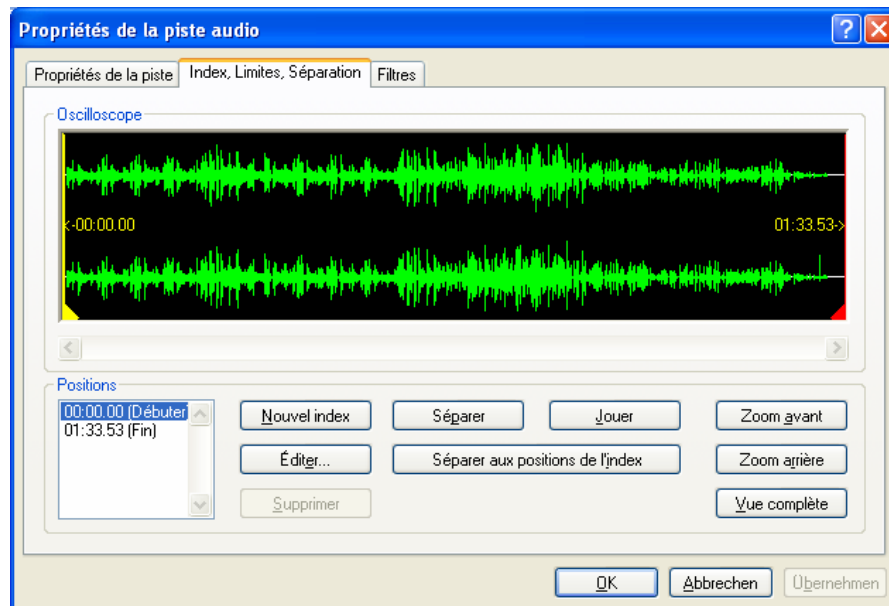 Propriétés de la piste audio
Propriétés de la piste Index, Limites, Séparation Filtres
Oscilloscope
<-00:00.00 01:33.53->
Positions
00:00.00 (Débuter
01:33.53 (Fin)
Nouvel index Séparer Jouer Zoom avant
Éditer... Séparer aux positions de l'index Zoom arrière
Supprimer Vue complète
OK Abbrechen Übernehmen